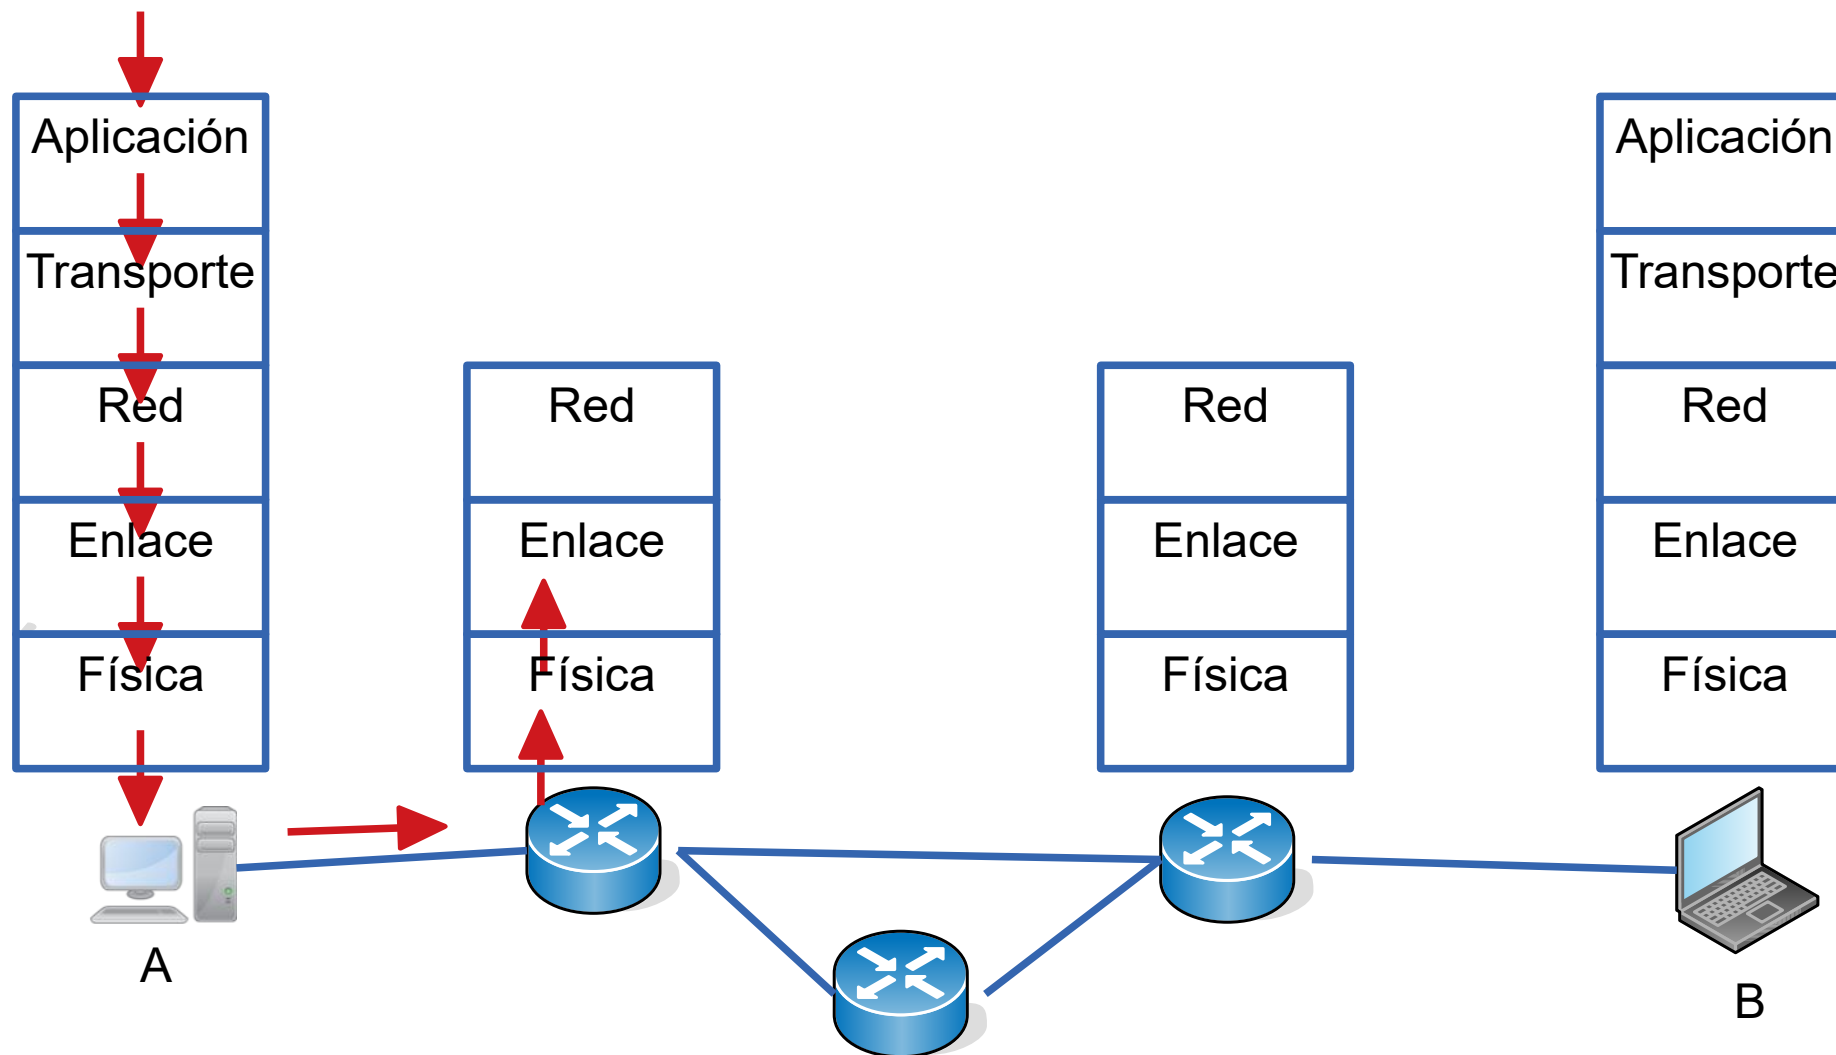 Aplicación
Transporte
Red
Enlace
Física
A
Red
Enlace
Física
Red
Enlace
Física
Aplicación
Transporte
Red
Enlace
Física
B